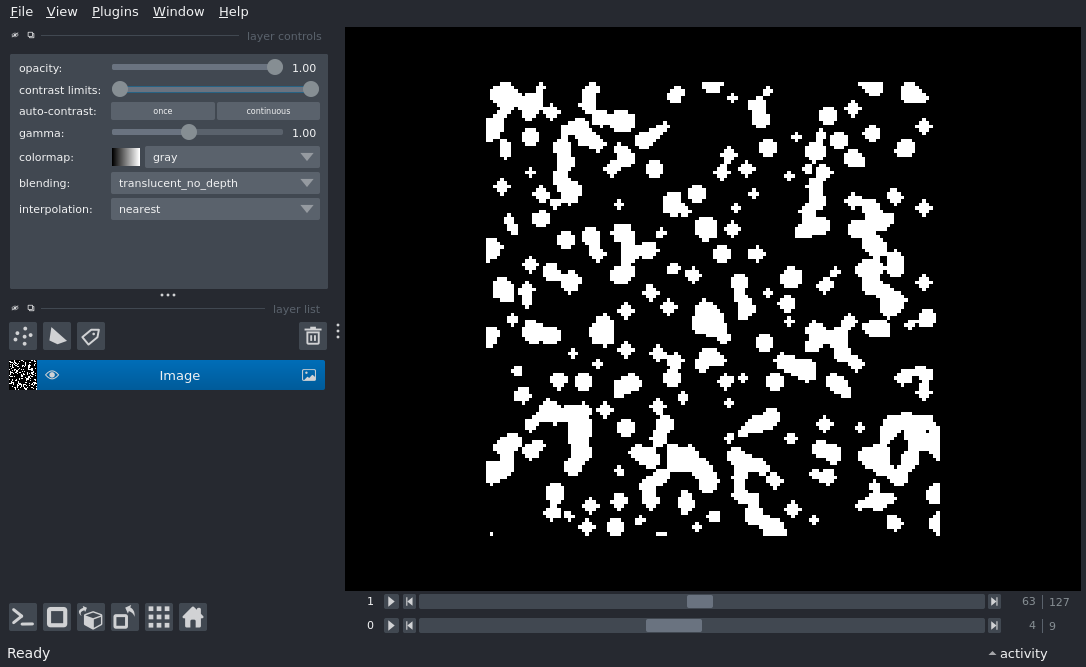 File View Plugins Window Help
layer controls
opacity: 1.00
contrast limits:
auto-contrast: once continuous
gamma: 1.00
colormap: gray
blending: translucent_no_depth
interpolation: nearest
layer list
Image
1 63 127
0 4 9
Ready activity